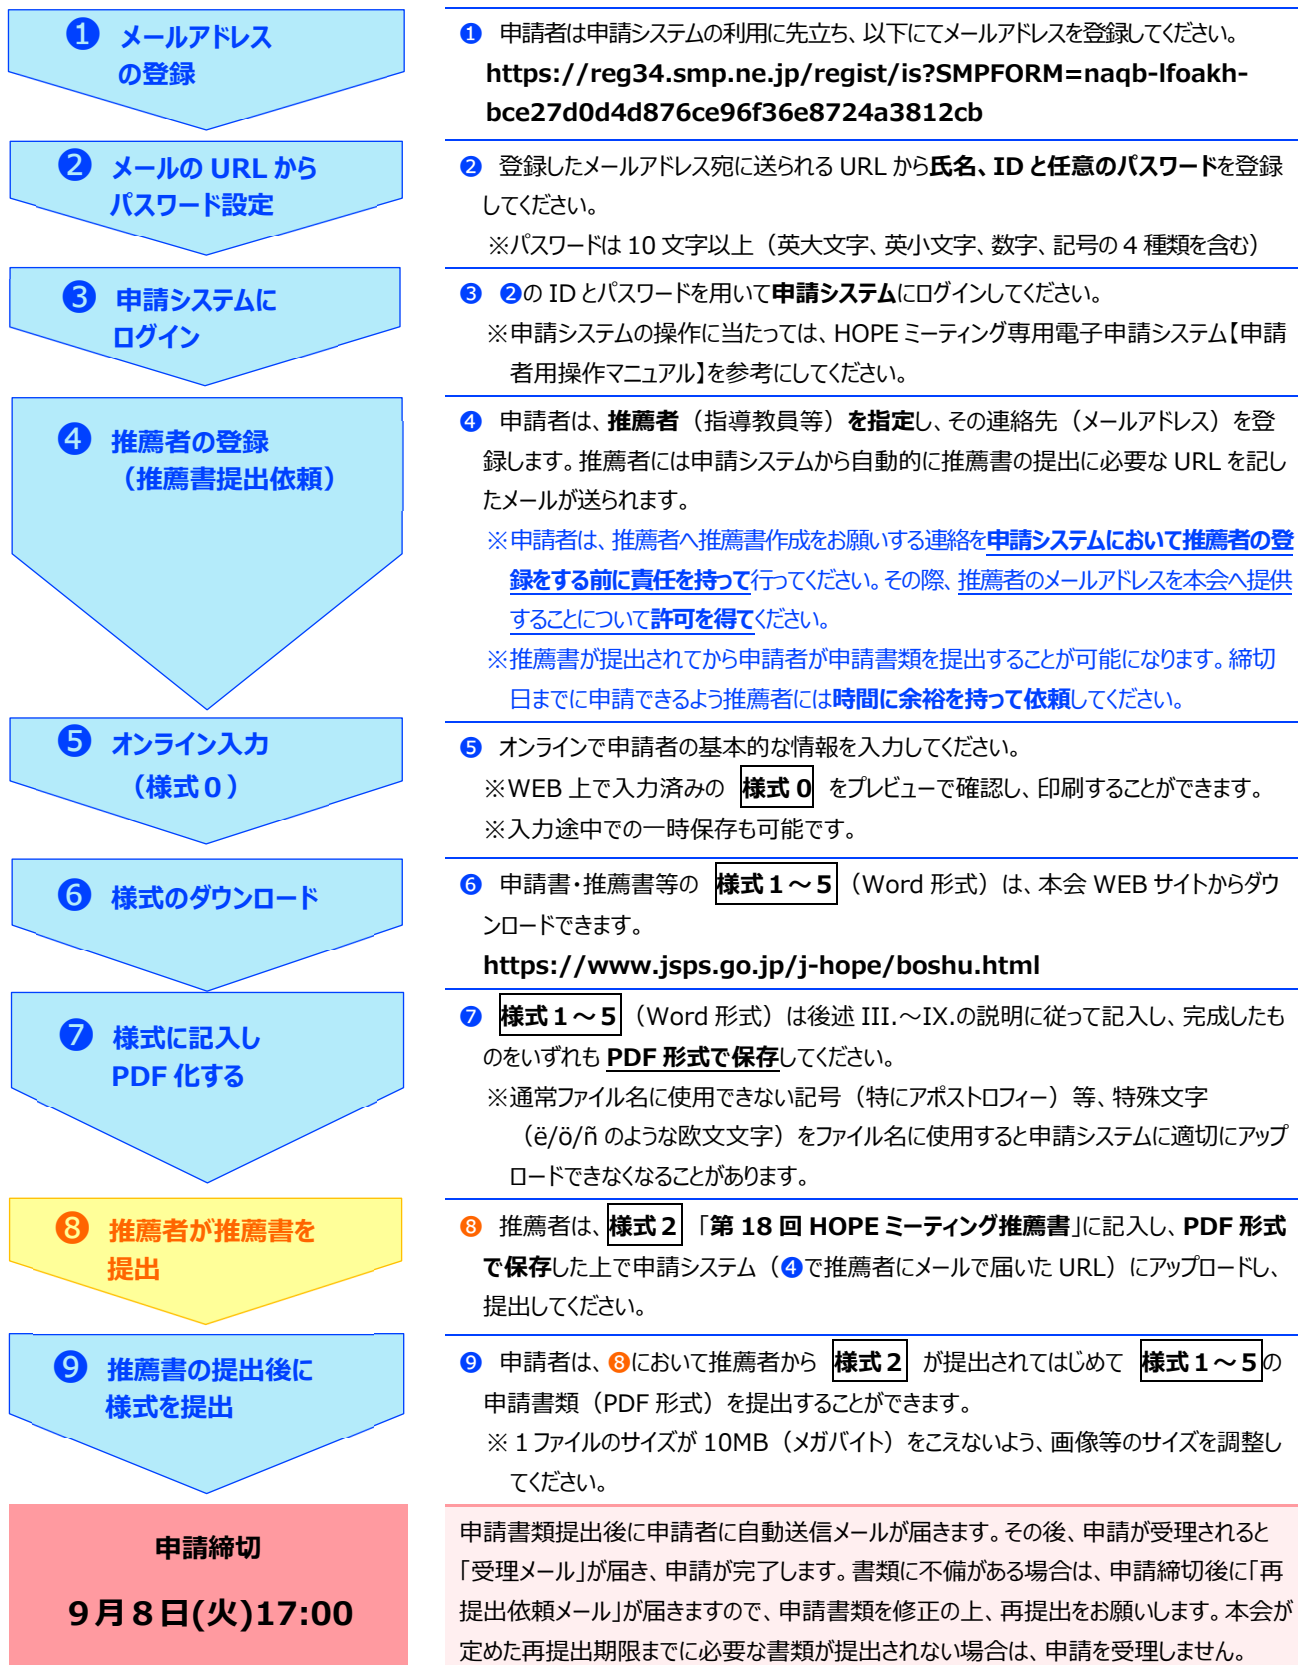 ❶ メールアドレス
の登録
❶ 申請者は申請システムの利用に先立ち、以下にてメールアドレスを登録してください。
https://reg34.smp.ne.jp/regist/is?SMPFORM=naqb-lfoakh-
bce27d0d4d876ce96f36e8724a3812cb
❷ メールの URL から
パスワード設定
❷ 登録したメールアドレス宛に送られる URL から氏名、ID と任意のパスワードを登録
してください。
※パスワードは 10 文字以上（英大文字、英小文字、数字、記号の 4 種類を含む）
❸ 申請システムに
ログイン
❸ ❷の ID とパスワードを用いて申請システムにログインしてください。
※申請システムの操作に当たっては、HOPE ミーティング専用電子申請システム【申請
者用操作マニュアル】を参考にしてください。
❹ 推薦者の登録
（推薦書提出依頼）
❹ 申請者は、推薦者（指導教員等）を指定し、その連絡先（メールアドレス）を登
録します。推薦者には申請システムから自動的に推薦書の提出に必要な URL を記し
たメールが送られます。
※申請者は、推薦者へ推薦書作成をお願いする連絡を申請システムにおいて推薦者の登
録をする前に責任を持って行ってください。その際、推薦者のメールアドレスを本会へ提供
することについて許可を得てください。
※推薦書が提出されてから申請者が申請書類を提出することが可能になります。締切
日までに申請できるよう推薦者には時間に余裕を持って依頼してください。
❺ オンライン入力
（様式０）
❺ オンラインで申請者の基本的な情報を入力してください。
※WEB 上で入力済みの 様式 0 をプレビューで確認し、印刷することができます。
※入力途中での一時保存も可能です。
❻ 様式のダウンロード
❻ 申請書・推薦書等の 様式１～５（Word 形式）は、本会 WEB サイトからダウ
ンロードできます。
https://www.jsps.go.jp/j-hope/boshu.html
❼ 様式に記入し
PDF 化する
❼ 様式１～５（Word 形式）は後述 III.～IX.の説明に従って記入し、完成したも
のをいずれも PDF 形式で保存してください。
※通常ファイル名に使用できない記号（特にアポストロフィー）等、特殊文字
（ë/ö/ñ のような欧文文字）をファイル名に使用すると申請システムに適切にアップ
ロードできなくなることがあります。
❽ 推薦者が推薦書を
提出
❽ 推薦者は、様式２「第 18 回 HOPE ミーティング推薦書」に記入し、PDF 形式
で保存した上で申請システム（❹で推薦者にメールで届いた URL）にアップロードし、
提出してください。
❾ 推薦書の提出後に
様式を提出
❾ 申請者は、❽において推薦者から 様式２ が提出されてはじめて 様式１～５の
申請書類（PDF 形式）を提出することができます。
※１ファイルのサイズが 10MB（メガバイト）をこえないよう、画像等のサイズを調整し
てください。
申請締切
９月８日(火)17:00
申請書類提出後に申請者に自動送信メールが届きます。その後、申請が受理されると
「受理メール」が届き、申請が完了します。書類に不備がある場合は、申請締切後に「再
提出依頼メール」が届きますので、申請書類を修正の上、再提出をお願いします。本会が
定めた再提出期限までに必要な書類が提出されない場合は、申請を受理しません。